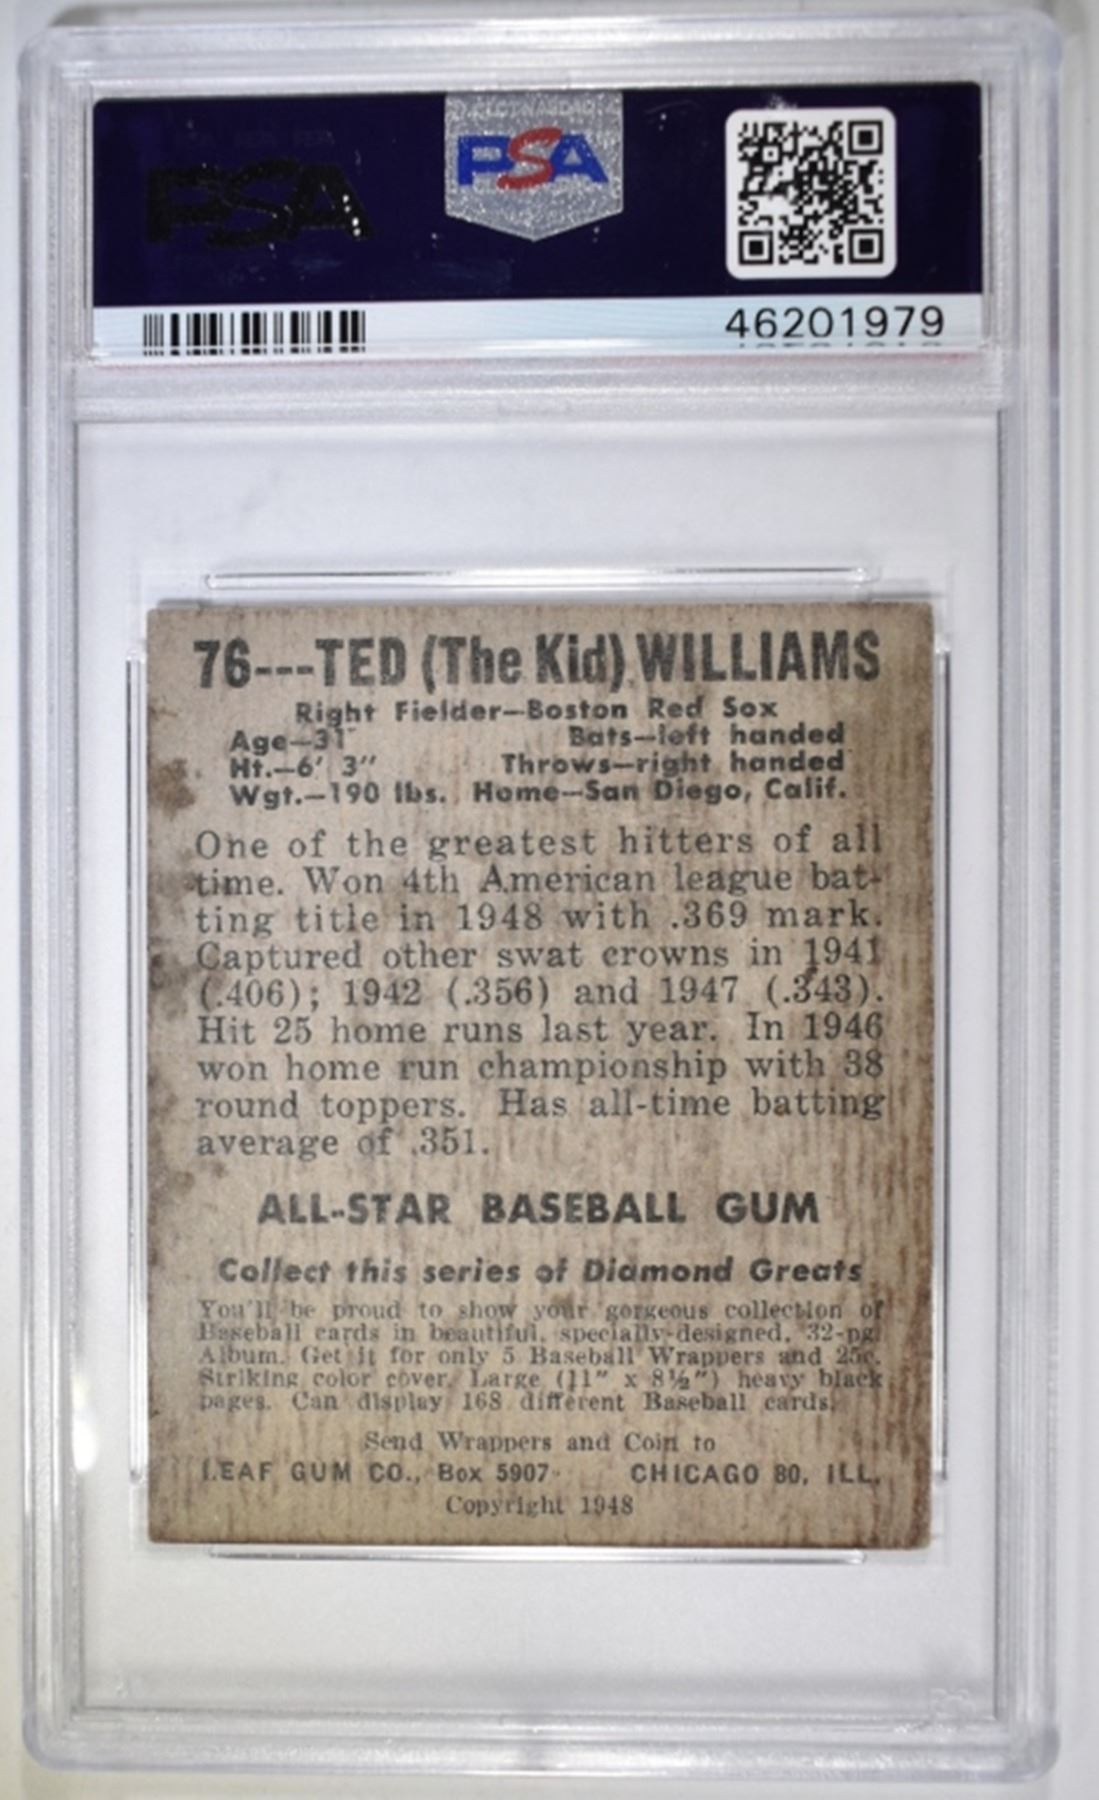 PSA
PSA
46201979
76---TED (The Kid) WILLIAMS
Right Fielder—Boston Red Sox
Age—31 Bats—left handed
Ht.—6' 3" Throws—right handed
Wgt.—190 lbs. Home—San Diego, Calif.
One of the greatest hitters of all
time. Won 4th American league bat-
ting title in 1948 with .369 mark.
Captured other swat crowns in 1941
(.406); 1942 (.356) and 1947 (.343).
Hit 25 home runs last year. In 1946
won home run championship with 38
round toppers. Has all-time batting
average of .351.
ALL-STAR BASEBALL GUM
Collect this series of Diamond Greats
You'll be proud to show your gorgeous collection of
Baseball cards in beautiful, specially-designed, 32-pg.
Album. Get it for only 5 Baseball Wrappers and 25c.
Striking color cover. Large (11" x 8½") heavy black
pages. Can display 168 different Baseball cards.
Send Wrappers and Coin to
LEAF GUM CO., Box 5907 CHICAGO 80, ILL.
Copyright 1948